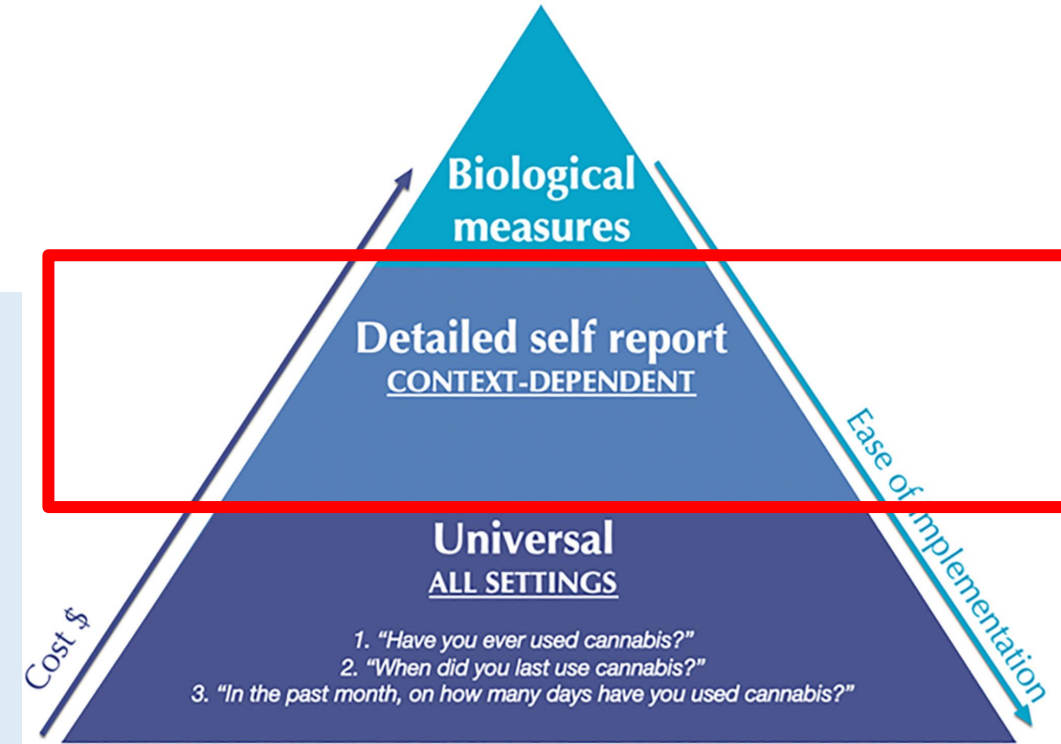 Biological
measures
Detailed self report
CONTEXT-DEPENDENT
Universal
ALL SETTINGS
1. “Have you ever used cannabis?”
2. “When did you last use cannabis?”
3. “In the past month, on how many days have you used cannabis?”
Cost $
Ease of implementation